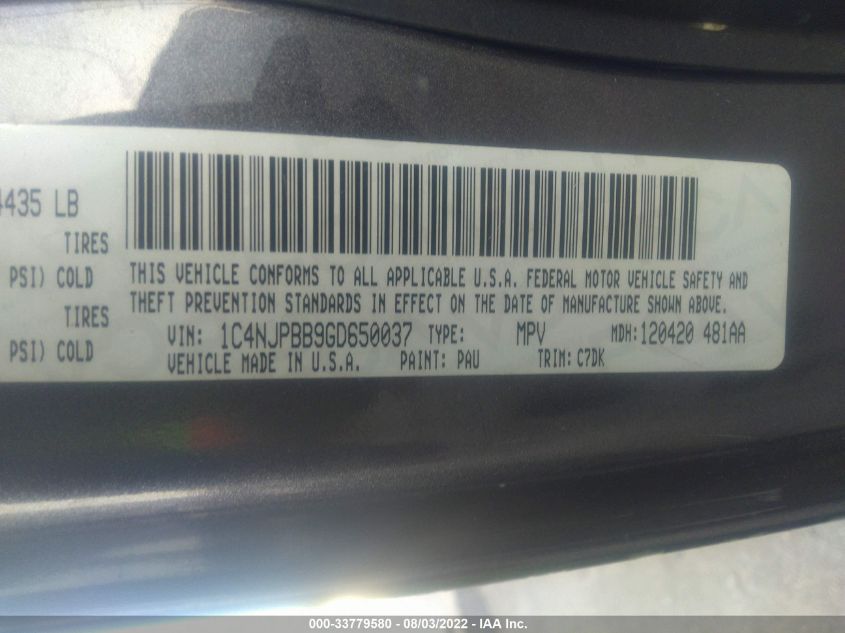 4435 LB
TIRES
PSI) COLD
TIRES
PSI) COLD
THIS VEHICLE CONFORMS TO ALL APPLICABLE U.S.A. FEDERAL MOTOR VEHICLE SAFETY AND
THEFT PREVENTION STANDARDS IN EFFECT ON THE DATE OF MANUFACTURE SHOWN ABOVE.
VIN: 1C4NJPBB9GD650037 TYPE: MPV MDH:120420 481AA
VEHICLE MADE IN U.S.A. PAINT: PAU TRIM: C7DK
000-33779580 - 08/03/2022 - IAA Inc.